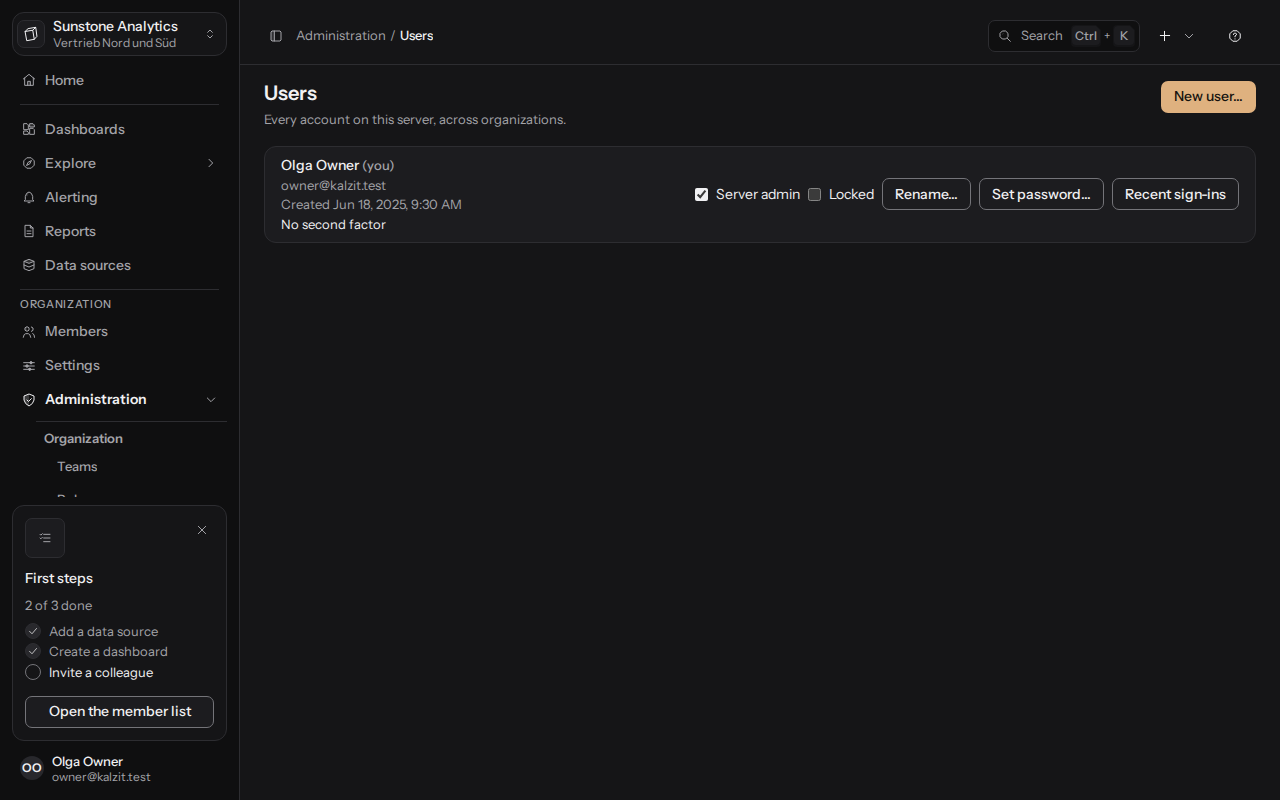 Sunstone Analytics
Vertrieb Nord und Süd
Home
Dashboards
Explore
Alerting
Reports
Data sources
ORGANIZATION
Members
Settings
Administration
Organization
Teams
First steps
2 of 3 done
Add a data source
Create a dashboard
Invite a colleague
Open the member list
OO
Olga Owner
owner@kalzit.test
Administration / Users
Search Ctrl + K
Users
Every account on this server, across organizations.
New user...
Olga Owner (you)
owner@kalzit.test
Created Jun 18, 2025, 9:30 AM
No second factor
Server admin
Locked
Rename...
Set password...
Recent sign-ins